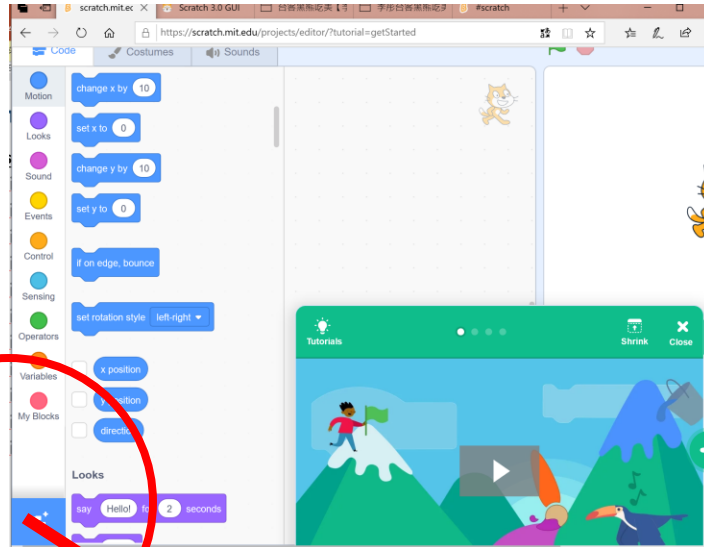 scratch.mit.ec
Scratch 3.0 GUI
#scratch
https://scratch.mit.edu/projects/editor/?tutorial=getStarted
Code
Costumes
Sounds
Motion
Looks
Sound
Events
Control
Sensing
Operators
Variables
My Blocks
change x by 10
set x to 0
change y by 10
set y to 0
if on edge, bounce
set rotation style left-right
x position
y position
direction
Looks
say Hello! for 2 seconds
Tutorials
Shrink
Close